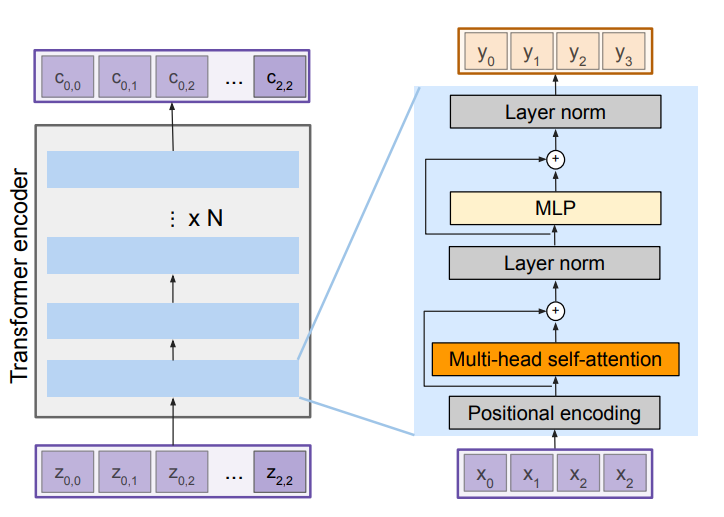 c0,0 c0,1 c0,2 ... c2,2
Transformer encoder
⋮ x N
z0,0 z0,1 z0,2 ... z2,2
y0 y1 y2 y3
Layer norm
+
MLP
Layer norm
+
Multi-head self-attention
Positional encoding
x0 x1 x2 x2